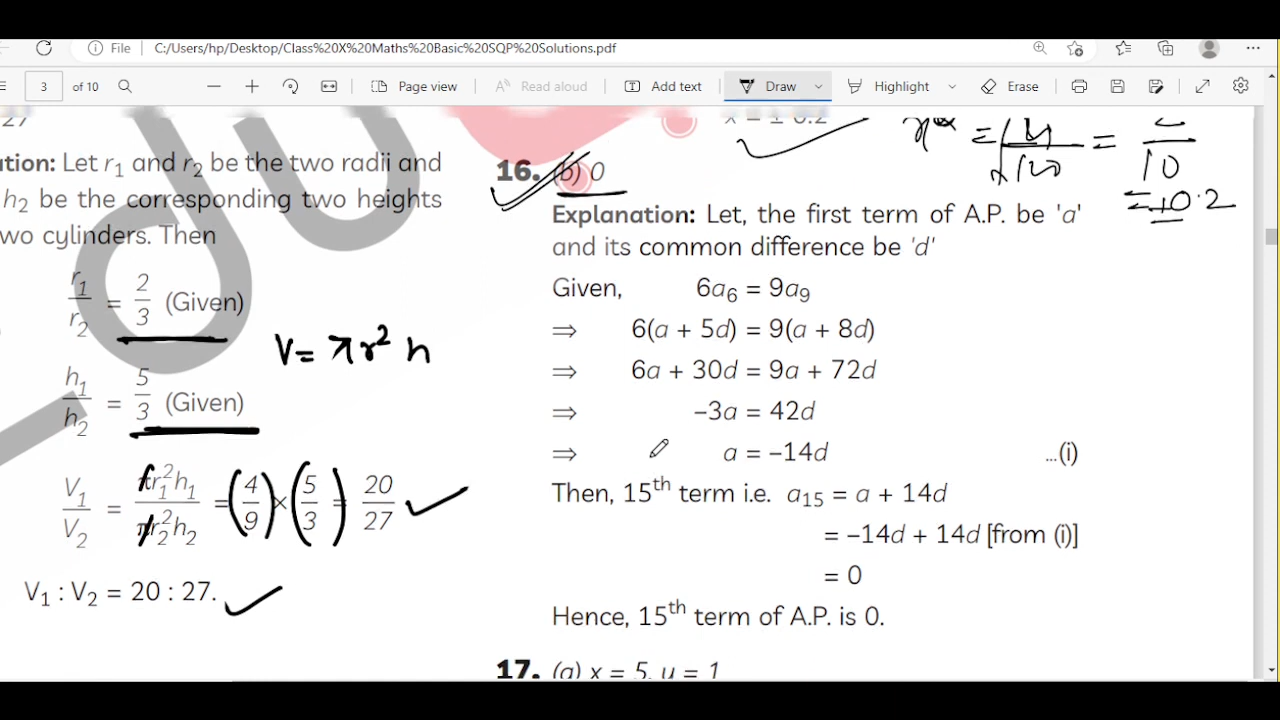 File C:/Users/hp/Desktop/Class%20X%20Maths%20Basic%20SQP%20Solutions.pdf
3 of 10 Page view Read aloud Add text Draw Highlight Erase
27
ation: Let r1 and r2 be the two radii and
h2 be the corresponding two heights
wo cylinders. Then
r1/r2 = 2/3 (Given)
V = πr² h
h1/h2 = 5/3 (Given)
V1/V2 = πr1²h1/πr2²h2 = (4/9) × (5/3) = 20/27
V1 : V2 = 20 : 27.
x = ± 0.2
= 2/10
= ±0.2
16. (b) 0
Explanation: Let, the first term of A.P. be 'a'
and its common difference be 'd'
Given, 6a6 = 9a9
⇒ 6(a + 5d) = 9(a + 8d)
⇒ 6a + 30d = 9a + 72d
⇒ –3a = 42d
⇒ a = –14d ...(i)
Then, 15th term i.e. a15 = a + 14d
= –14d + 14d [from (i)]
= 0
Hence, 15th term of A.P. is 0.
17. (a) x = 5, y = 1